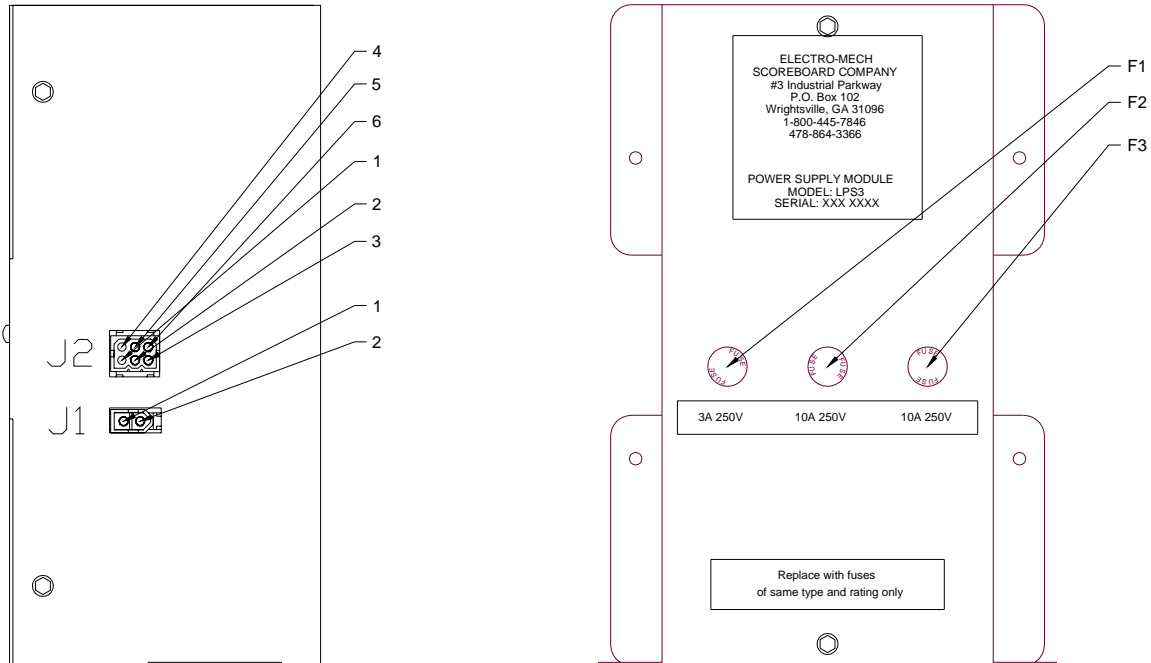 4
5
6
1
2
3
1
2
J2
J1
ELECTRO-MECH
SCOREBOARD COMPANY
#3 Industrial Parkway
P.O. Box 102
Wrightsville, GA 31096
1-800-445-7846
478-864-3366
POWER SUPPLY MODULE
MODEL: LPS3
SERIAL: XXX XXXX
F1
F2
F3
FUSE
FUSE
FUSE
FUSE
FUSE
FUSE
3A 250V
10A 250V
10A 250V
Replace with fuses
of same type and rating only